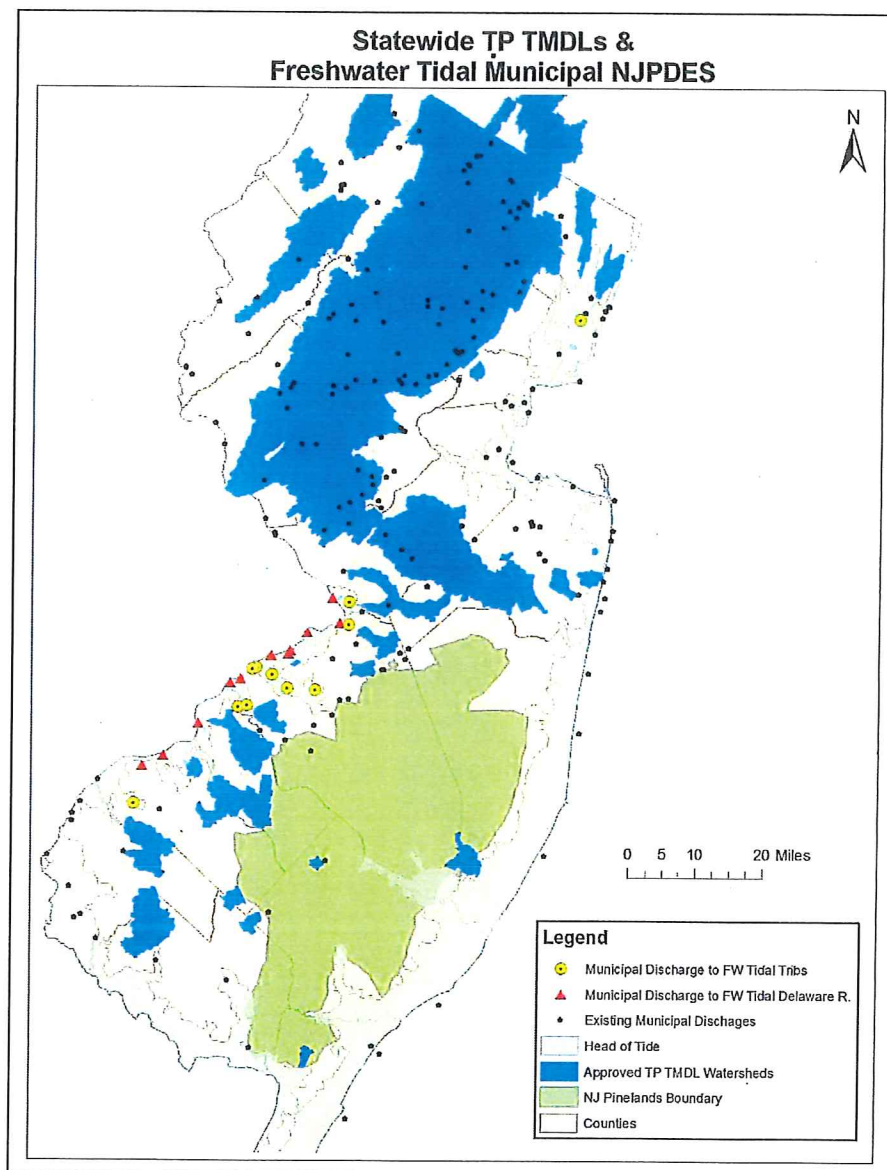 Statewide TP TMDLs &
Freshwater Tidal Municipal NJPDES
N
0 5 10 20 Miles
Legend
Municipal Discharge to FW Tidal Tribs
Municipal Discharge to FW Tidal Delaware R.
Existing Municipal Dischages
Head of Tide
Approved TP TMDL Watersheds
NJ Pinelands Boundary
Counties